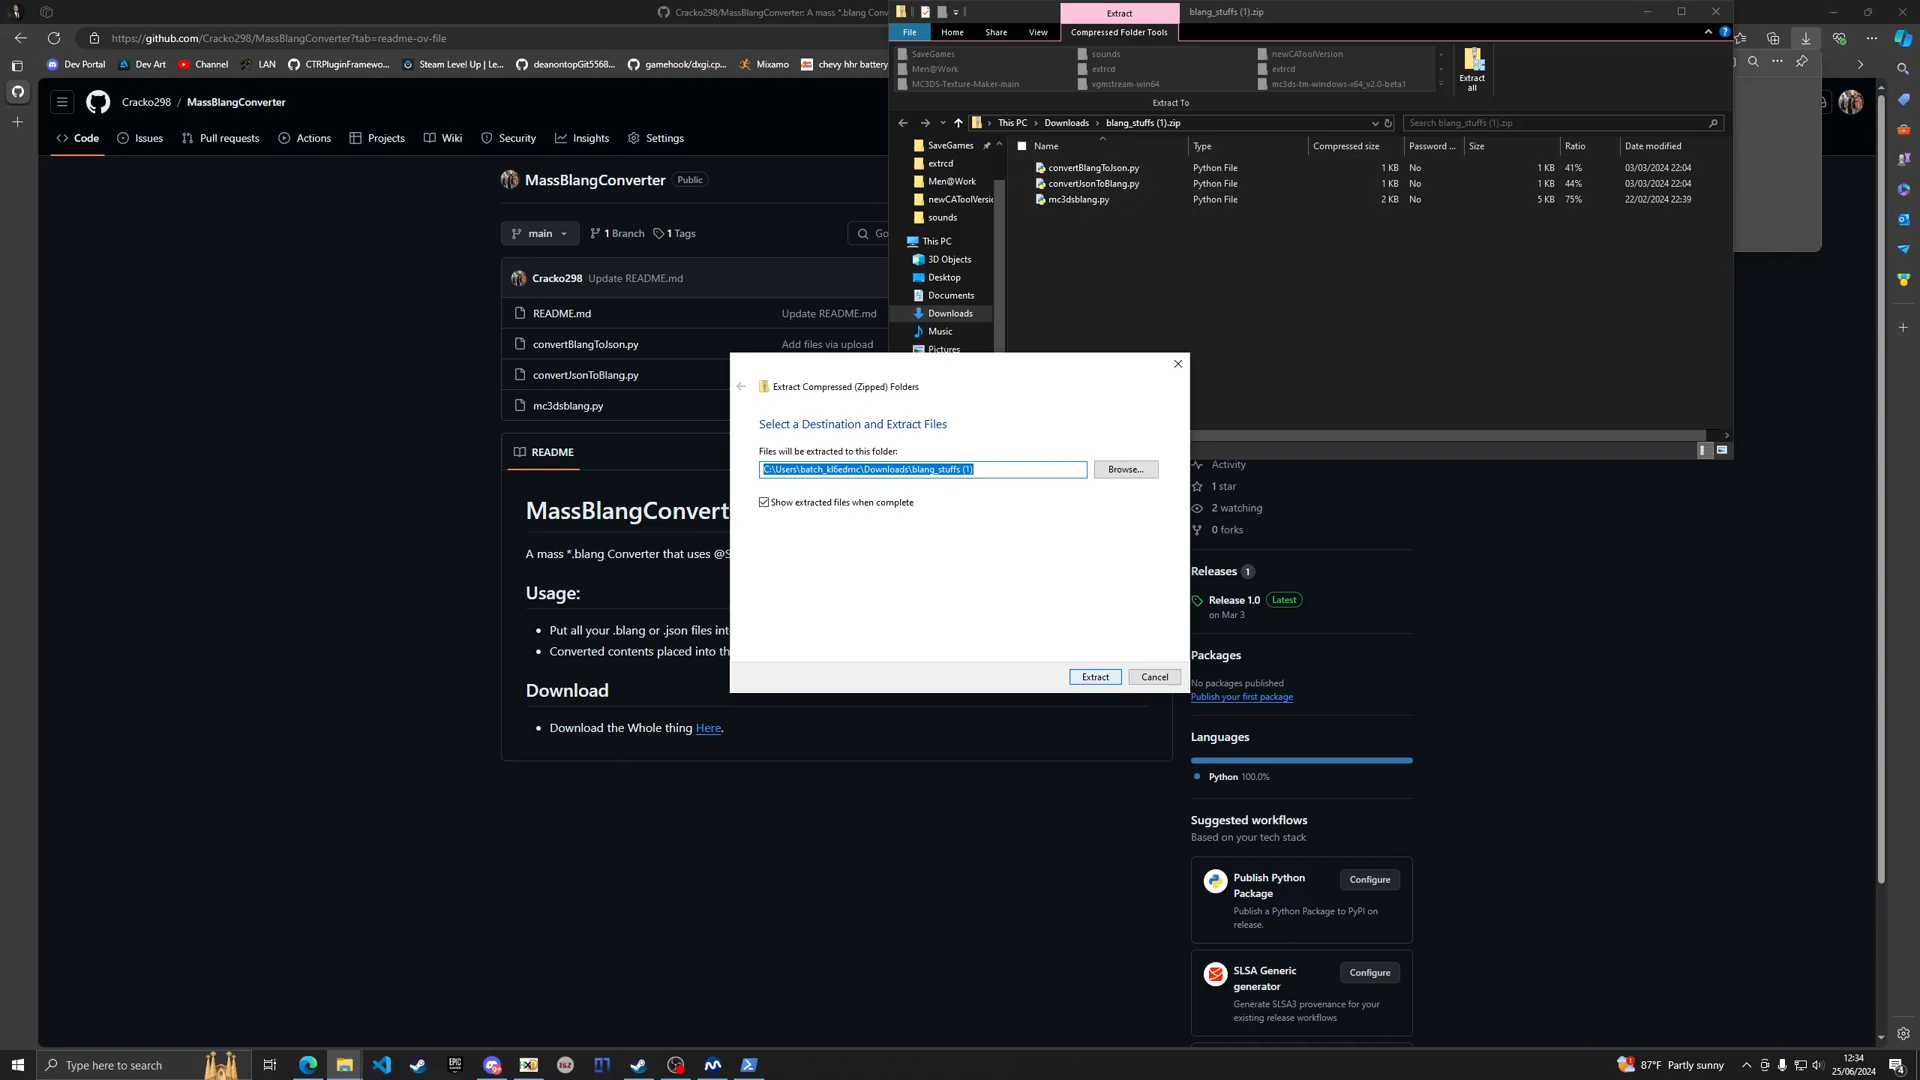 Cracko298/MassBlangConverter: A mass *.blang Conv
https://github.com/Cracko298/MassBlangConverter?tab=readme-ov-file
Dev Portal
Dev Art
Channel
LAN
CTRPluginFramewo...
Steam Level Up | Le...
deanontopGit5568...
gamehook/dxgi.cp...
Mixamo
chevy hhr battery
Cracko298 / MassBlangConverter
Code
Issues
Pull requests
Actions
Projects
Wiki
Security
Insights
Settings
MassBlangConverter
Public
main
1 Branch
1 Tags
Go
Cracko298 Update README.md
README.md
Update README.md
convertBlangToJson.py
Add files via upload
convertJsonToBlang.py
mc3dsblang.py
README
MassBlangConvert
A mass *.blang Converter that uses @S
Usage:
Put all your .blang or .json files int
Converted contents placed into th
Download
Download the Whole thing Here.
Extract
blang_stuffs (1).zip
File
Home
Share
View
Compressed Folder Tools
SaveGames
sounds
newCAToolVersion
Men@Work
extrcd
extrcd
MC3DS-Texture-Maker-main
vgmstream-win64
mc3ds-tm-windows-x64_v2.0-beta1
Extract
all
Extract To
This PC
Downloads
blang_stuffs (1).zip
Search blang_stuffs (1).zip
SaveGames
extrcd
Men@Work
newCAToolVersic
sounds
This PC
3D Objects
Desktop
Documents
Downloads
Music
Pictures
Name
Type
Compressed size
Password ...
Size
Ratio
Date modified
convertBlangToJson.py Python File 1 KB No 1 KB 41% 03/03/2024 22:04
convertJsonToBlang.py Python File 1 KB No 1 KB 44% 03/03/2024 22:04
mc3dsblang.py Python File 2 KB No 5 KB 75% 22/02/2024 22:39
Extract Compressed (Zipped) Folders
Select a Destination and Extract Files
Files will be extracted to this folder:
C:\Users\batch_kl6edmc\Downloads\blang_stuffs (1)
Browse...
Show extracted files when complete
Extract
Cancel
Activity
1 star
2 watching
0 forks
Releases 1
Release 1.0 Latest
on Mar 3
Packages
No packages published
Publish your first package
Languages
Python 100.0%
Suggested workflows
Based on your tech stack
Publish Python
Package
Configure
Publish a Python Package to PyPI on
release.
SLSA Generic
generator
Configure
Generate SLSA3 provenance for your
existing release workflows
Type here to search
EPIC
87°F Partly sunny
12:34
25/06/2024